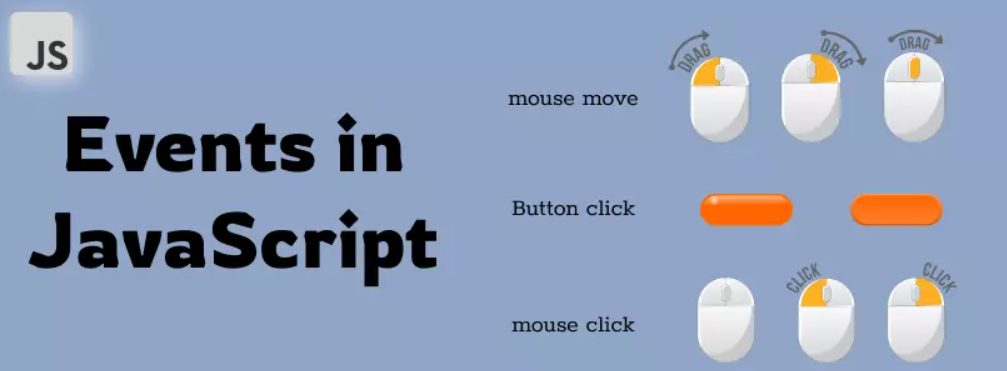 JS
Events in
JavaScript
mouse move
DRAG
DRAG
DRAG
Button click
mouse click
CLICK
CLICK